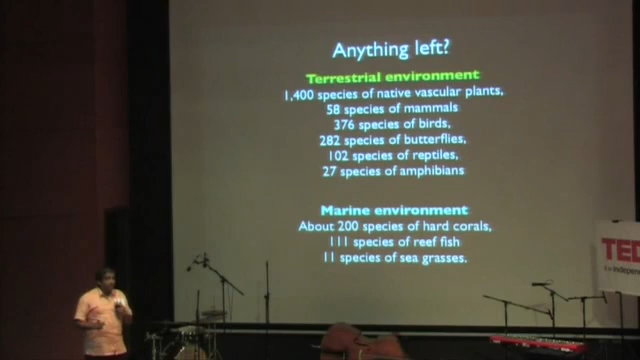 Anything left?
Terrestrial environment
1,400 species of native vascular plants,
58 species of mammals
376 species of birds,
282 species of butterflies,
102 species of reptiles,
27 species of amphibians
Marine environment
About 200 species of hard corals,
111 species of reef fish
11 species of sea grasses.
TED